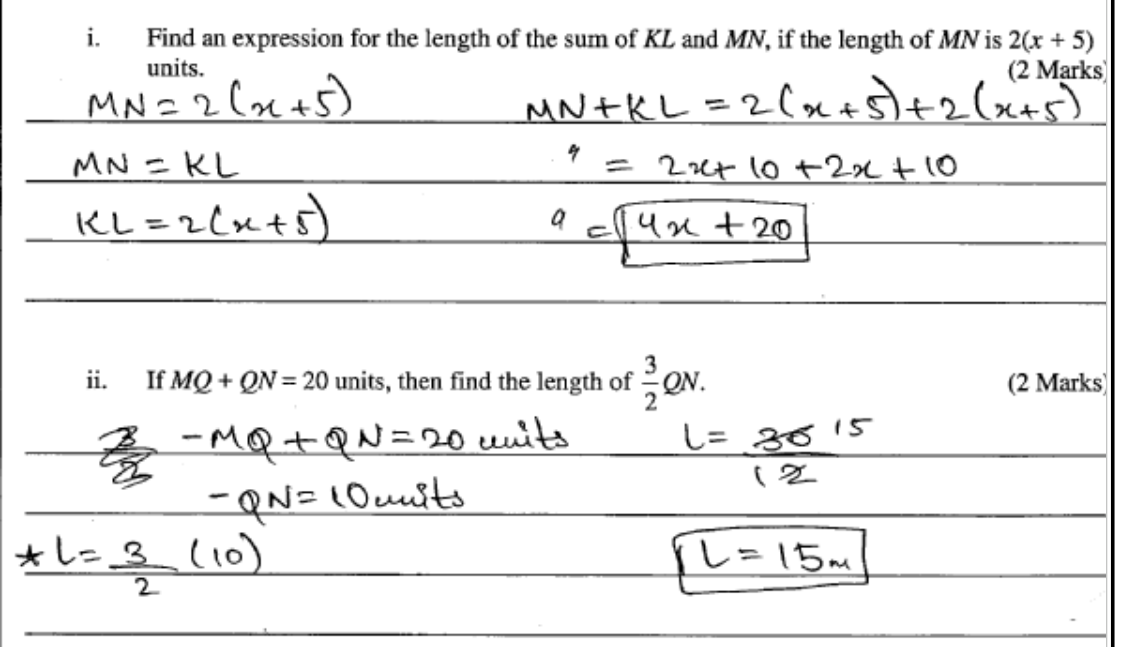 i. Find an expression for the length of the sum of KL and MN, if the length of MN is 2(x + 5)
units. (2 Marks)
MN = 2(x+5) MN+KL = 2(x+5)+2(x+5)
MN = KL " = 2x+10+2x+10
KL = 2(x+5) " = 4x+20
ii. If MQ + QN = 20 units, then find the length of 3/2 QN. (2 Marks)
- MQ+QN=20 units L= 30 15
12
- QN=10 units
* L= 3/2 (10) L=15m